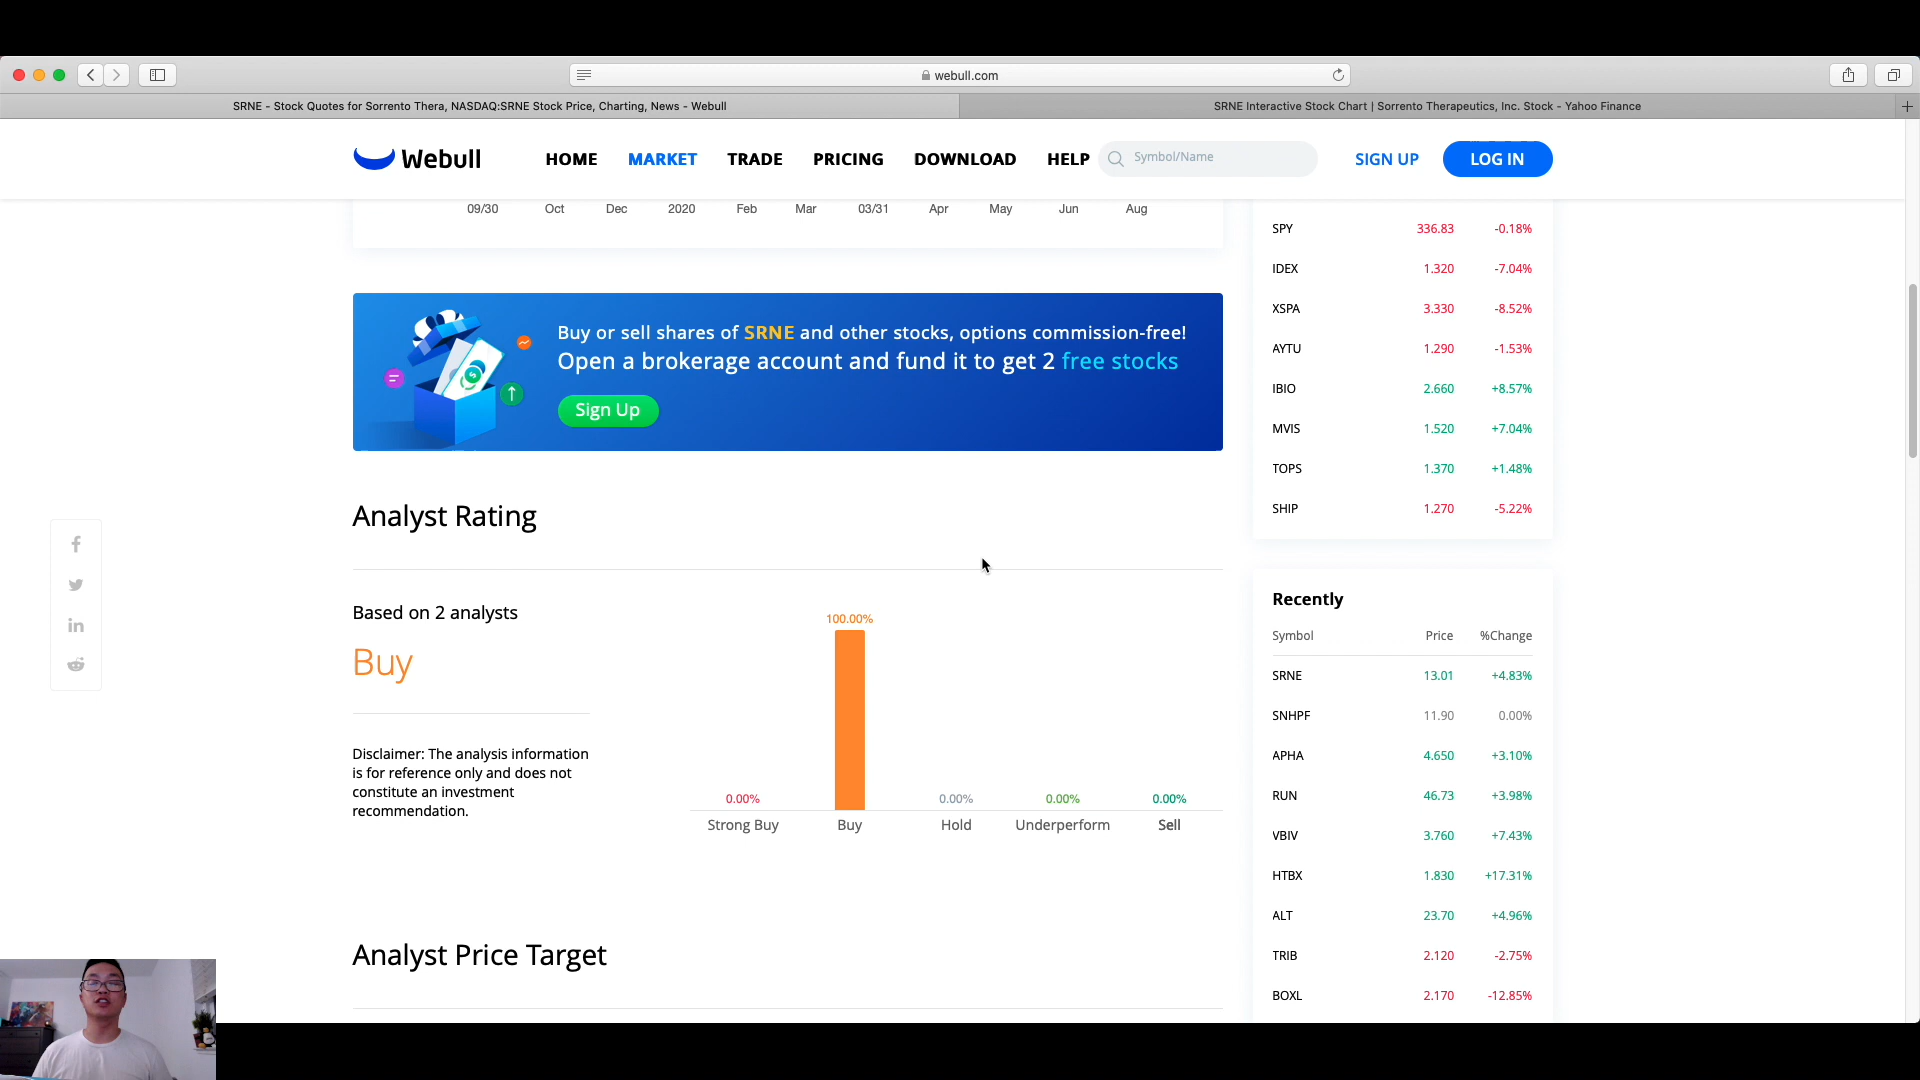 webull.com
SRNE - Stock Quotes for Sorrento Thera, NASDAQ:SRNE Stock Price, Charting, News - Webull
SRNE Interactive Stock Chart | Sorrento Therapeutics, Inc. Stock - Yahoo Finance
Webull
HOME MARKET TRADE PRICING DOWNLOAD HELP
Symbol/Name
SIGN UP
LOG IN
09/30 Oct Dec 2020 Feb Mar 03/31 Apr May Jun Aug
Buy or sell shares of SRNE and other stocks, options commission-free!
Open a brokerage account and fund it to get 2 free stocks
Sign Up
Analyst Rating
Based on 2 analysts
Buy
Disclaimer: The analysis information
is for reference only and does not
constitute an investment
recommendation.
100.00%
0.00% 0.00% 0.00% 0.00%
Strong Buy Buy Hold Underperform Sell
Analyst Price Target
SPY 336.83 -0.18%
IDEX 1.320 -7.04%
XSPA 3.330 -8.52%
AYTU 1.290 -1.53%
IBIO 2.660 +8.57%
MVIS 1.520 +7.04%
TOPS 1.370 +1.48%
SHIP 1.270 -5.22%
Recently
Symbol Price %Change
SRNE 13.01 +4.83%
SNHPF 11.90 0.00%
APHA 4.650 +3.10%
RUN 46.73 +3.98%
VBIV 3.760 +7.43%
HTBX 1.830 +17.31%
ALT 23.70 +4.96%
TRIB 2.120 -2.75%
BOXL 2.170 -12.85%